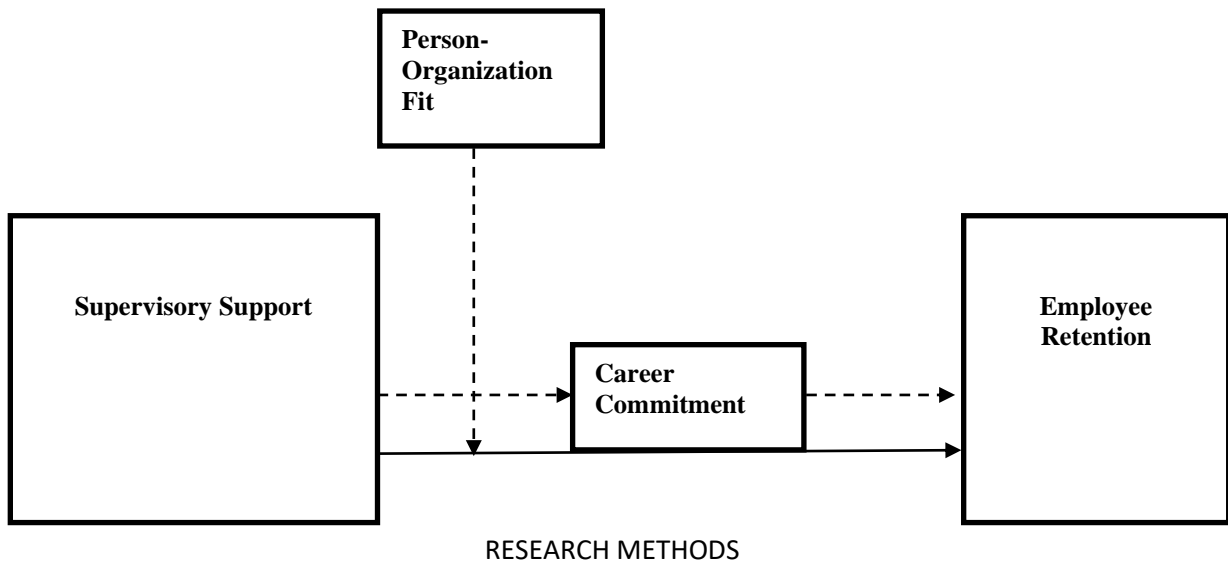 Person-
Organization
Fit
Supervisory Support
Employee
Retention
Career
Commitment
RESEARCH METHODS